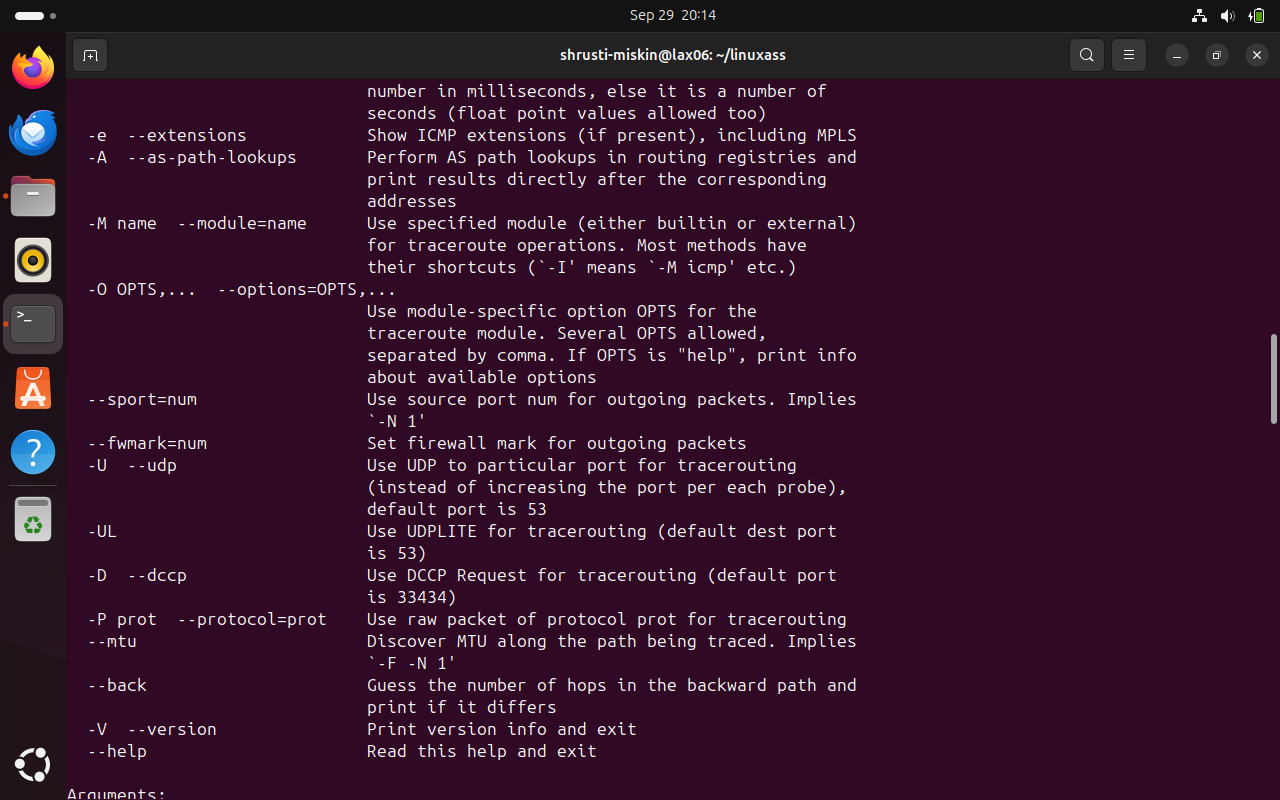 Sep 29 20:14
shrusti-miskin@lax06: ~/linuxass
number in milliseconds, else it is a number of
seconds (float point values allowed too)
-e  --extensions                Show ICMP extensions (if present), including MPLS
-A  --as-path-lookups           Perform AS path lookups in routing registries and
print results directly after the corresponding
addresses
-M name  --module=name          Use specified module (either builtin or external)
for traceroute operations. Most methods have
their shortcuts (`-I' means `-M icmp' etc.)
-O OPTS,...  --options=OPTS,...
Use module-specific option OPTS for the
traceroute module. Several OPTS allowed,
separated by comma. If OPTS is "help", print info
about available options
--sport=num                     Use source port num for outgoing packets. Implies
`-N 1'
--fwmark=num                    Set firewall mark for outgoing packets
-U  --udp                       Use UDP to particular port for tracerouting
(instead of increasing the port per each probe),
default port is 53
-UL                             Use UDPLITE for tracerouting (default dest port
is 53)
-D  --dccp                      Use DCCP Request for tracerouting (default port
is 33434)
-P prot  --protocol=prot        Use raw packet of protocol prot for tracerouting
--mtu                           Discover MTU along the path being traced. Implies
`-F -N 1'
--back                          Guess the number of hops in the backward path and
print if it differs
-V  --version                   Print version info and exit
--help                          Read this help and exit
Arguments: